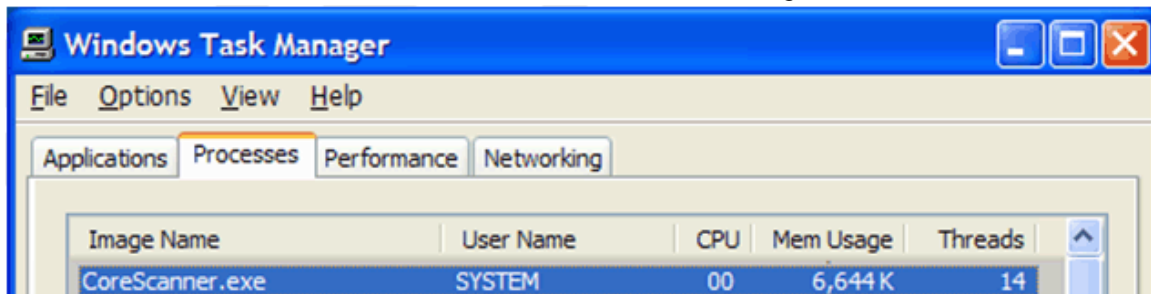 Windows Task Manager
File Options View Help
Applications Processes Performance Networking
Image Name User Name CPU Mem Usage Threads
CoreScanner.exe SYSTEM 00 6,644 K 14